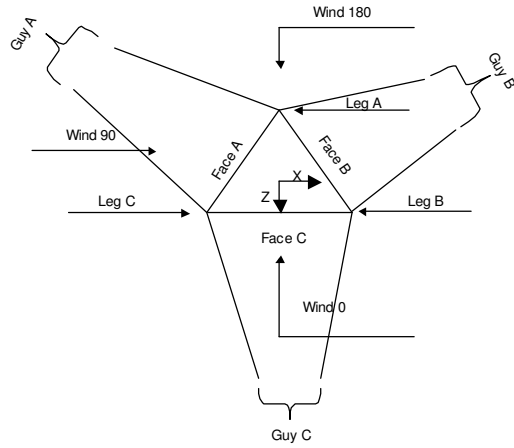 Wind 180
Guy A
Guy B
Leg A
Wind 90
Face A
Face B
X
Z
Leg C
Leg B
Face C
Wind 0
Guy C